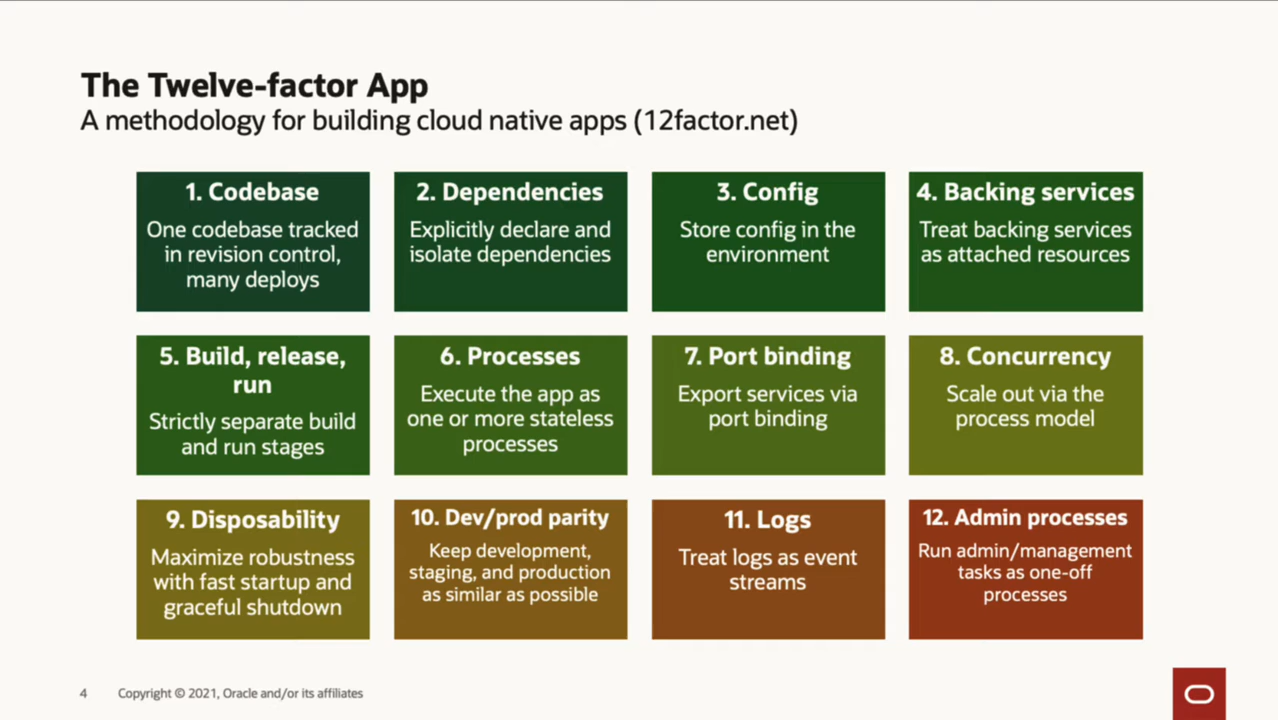 The Twelve-factor App
A methodology for building cloud native apps (12factor.net)
1. Codebase
One codebase tracked
in revision control,
many deploys
2. Dependencies
Explicitly declare and
isolate dependencies
3. Config
Store config in the
environment
4. Backing services
Treat backing services
as attached resources
5. Build, release,
run
Strictly separate build
and run stages
6. Processes
Execute the app as
one or more stateless
processes
7. Port binding
Export services via
port binding
8. Concurrency
Scale out via the
process model
9. Disposability
Maximize robustness
with fast startup and
graceful shutdown
10. Dev/prod parity
Keep development,
staging, and production
as similar as possible
11. Logs
Treat logs as event
streams
12. Admin processes
Run admin/management
tasks as one-off
processes
4
Copyright © 2021, Oracle and/or its affiliates